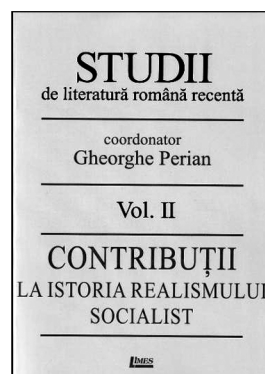 STUDII
de literatură română recentă
coordonator
Gheorghe Perian
Vol. II
CONTRIBUȚII
LA ISTORIA REALISMULUI
SOCIALIST
LIMES